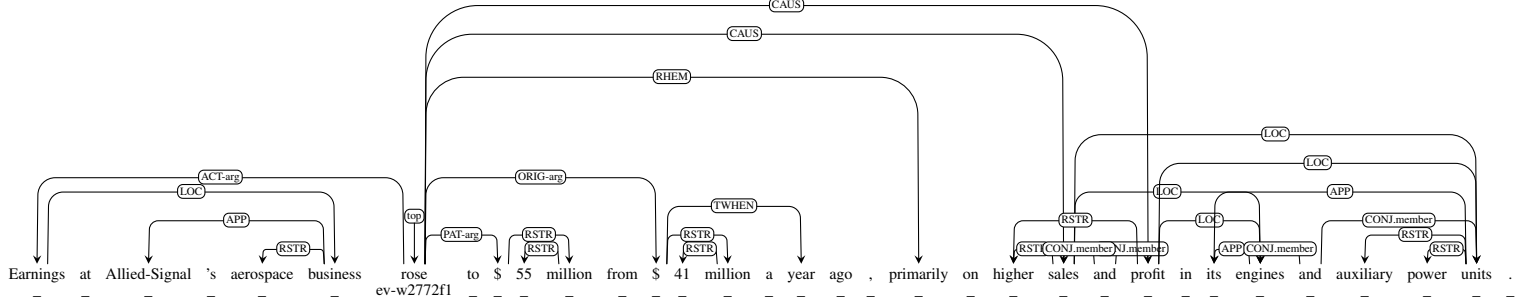 CAUS
CAUS
RHEM
LOC
LOC
ACT-arg ORIG-arg
LOC LOC APP
TWHEN
top
APP RSTR LOC CONJ.member
PAT-arg RSTR RSTR RSTR
RSTR RSTR RSTR CONJ.member APP CONJ.member RSTR
Earnings at Allied-Signal 's aerospace business rose to $ 55 million from $ 41 million a year ago , primarily on higher sales and profit in its engines and auxiliary power units .
_ _ _ _ _ _ ev-w2772f1 _ _ _ _ _ _ _ _ _ _ _ _ _ _ _ _ _ _ _ _ _ _ _ _ _ _ _ _